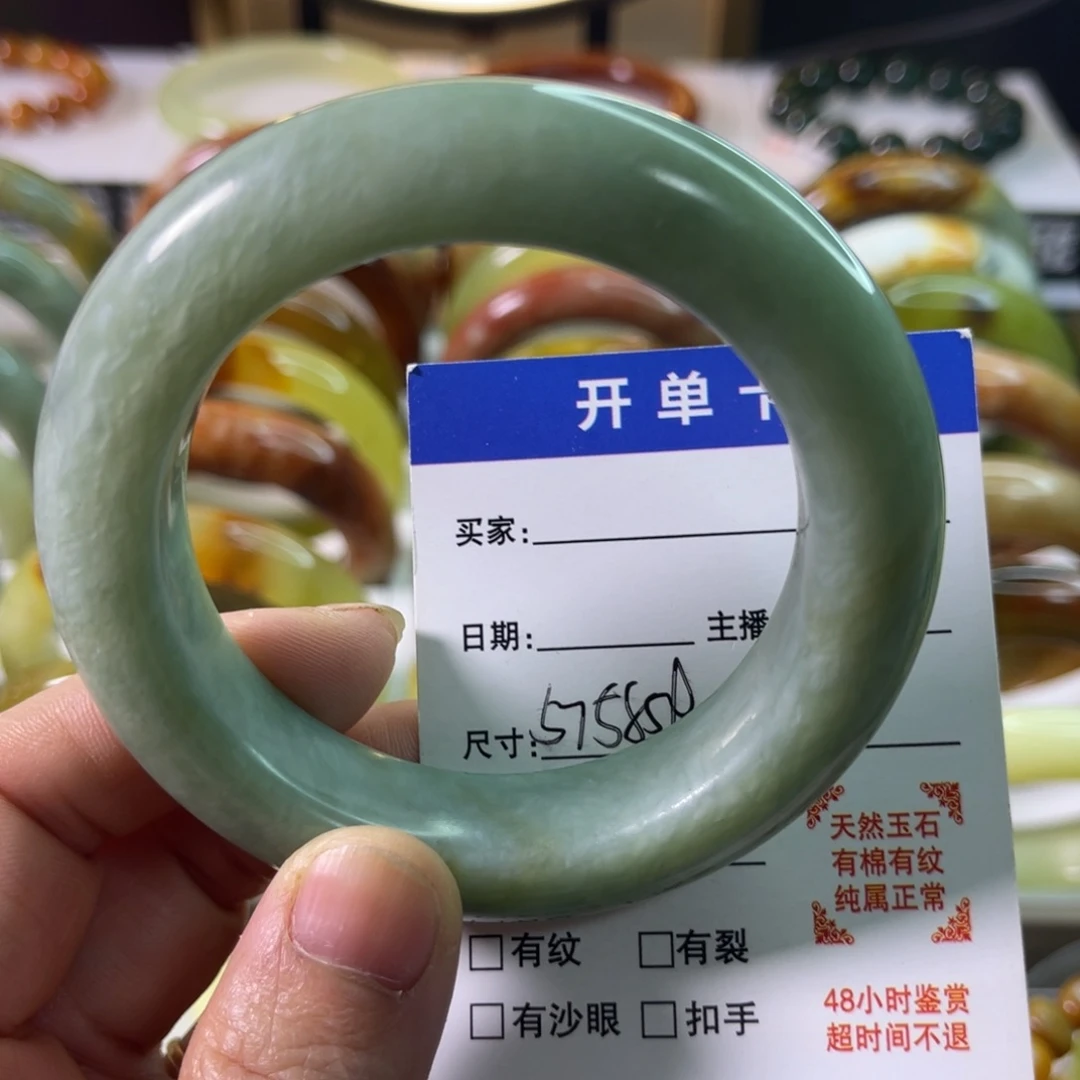 开单
买家:
日期: 主播
尺寸:
天然玉石
有棉有纹
纯属正常
□有纹 □有裂
□有沙眼 □扣手
48小时鉴赏
超时间不退